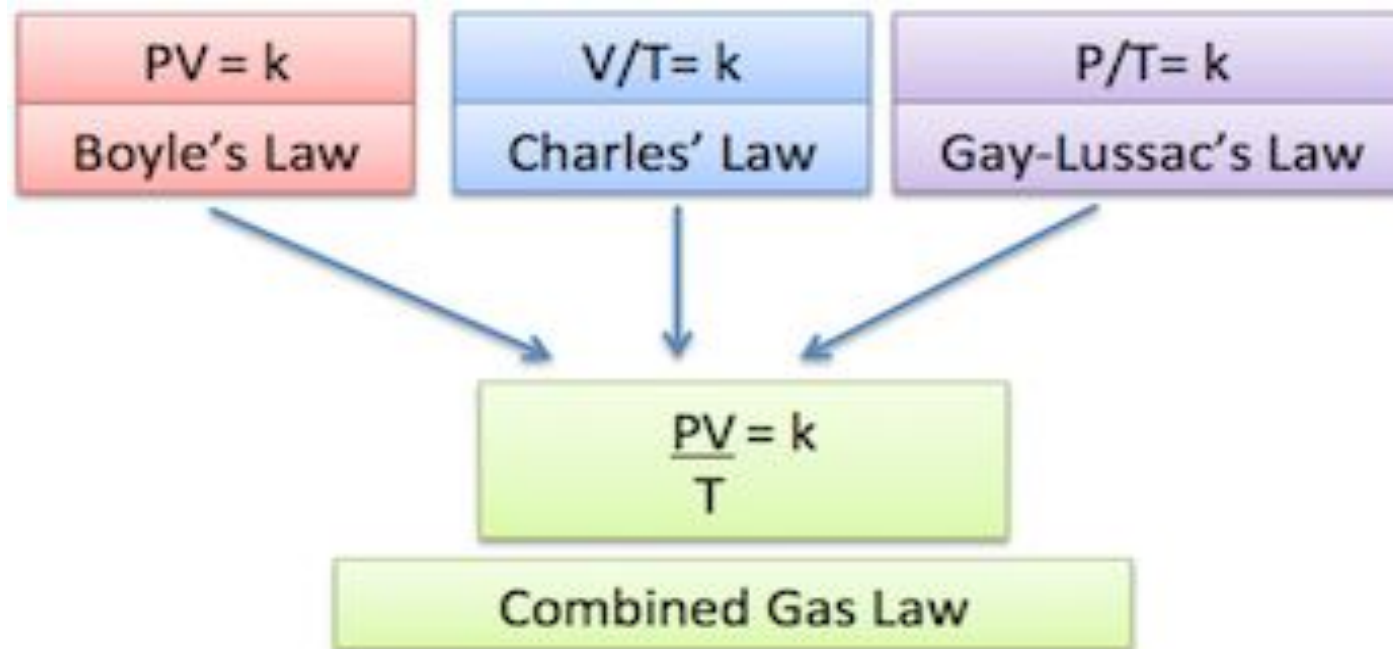 PV = k
Boyle's Law
V/T= k
Charles' Law
P/T= k
Gay-Lussac's Law
PV = k
T
Combined Gas Law